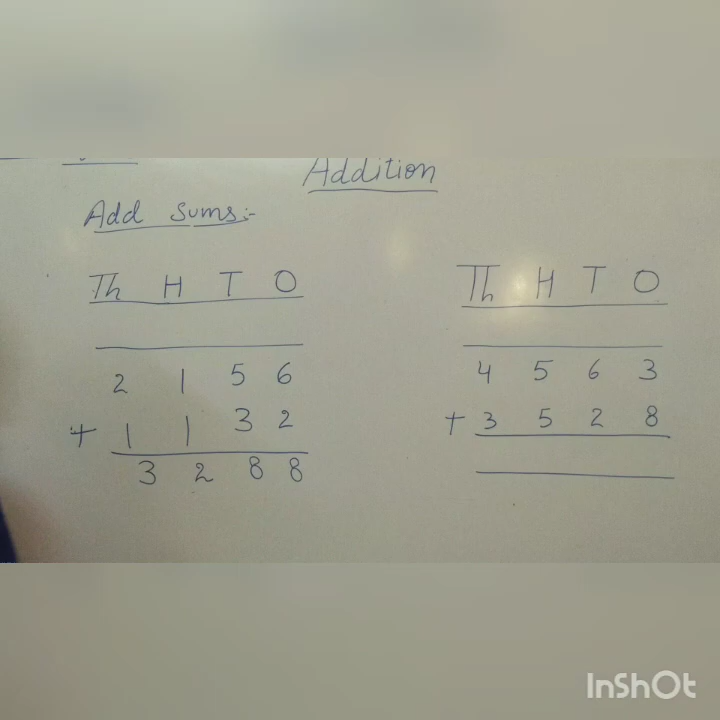 Addition
Add Sums:-
Th H T O
2 1 5 6
+ 1 1 3 2
3 2 8 8
Th H T O
4 5 6 3
+ 3 5 2 8
InShOt